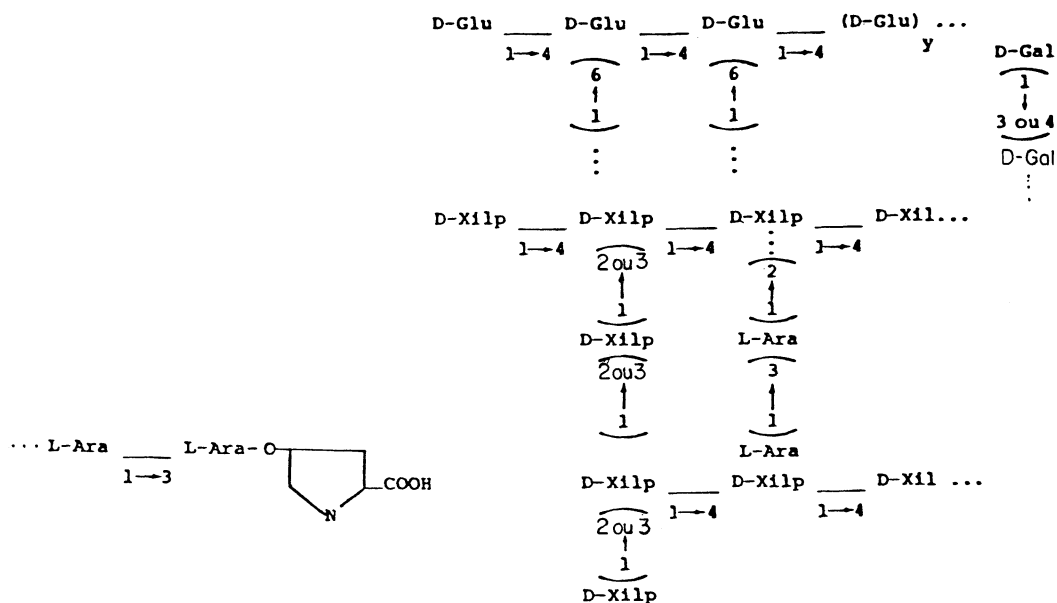 D-Glu D-Glu D-Glu (D-Glu) y ...
1→4 1→4 1→4
D-Gal
1
↓
3 ou 4
D-Gal
⋮
6 6
↑ ↑
1 1
⋮ ⋮
D-Xilp D-Xilp D-Xilp D-Xil...
1→4 1→4 1→4
2ou3 2
↑ ↑
1 1
D-Xilp L-Ara
2ou3 3
↑ ↑
1 1
L-Ara
... L-Ara L-Ara-O
1→3
COOH
N
D-Xilp D-Xilp D-Xil ...
1→4 1→4
2ou3
↑
1
D-Xilp